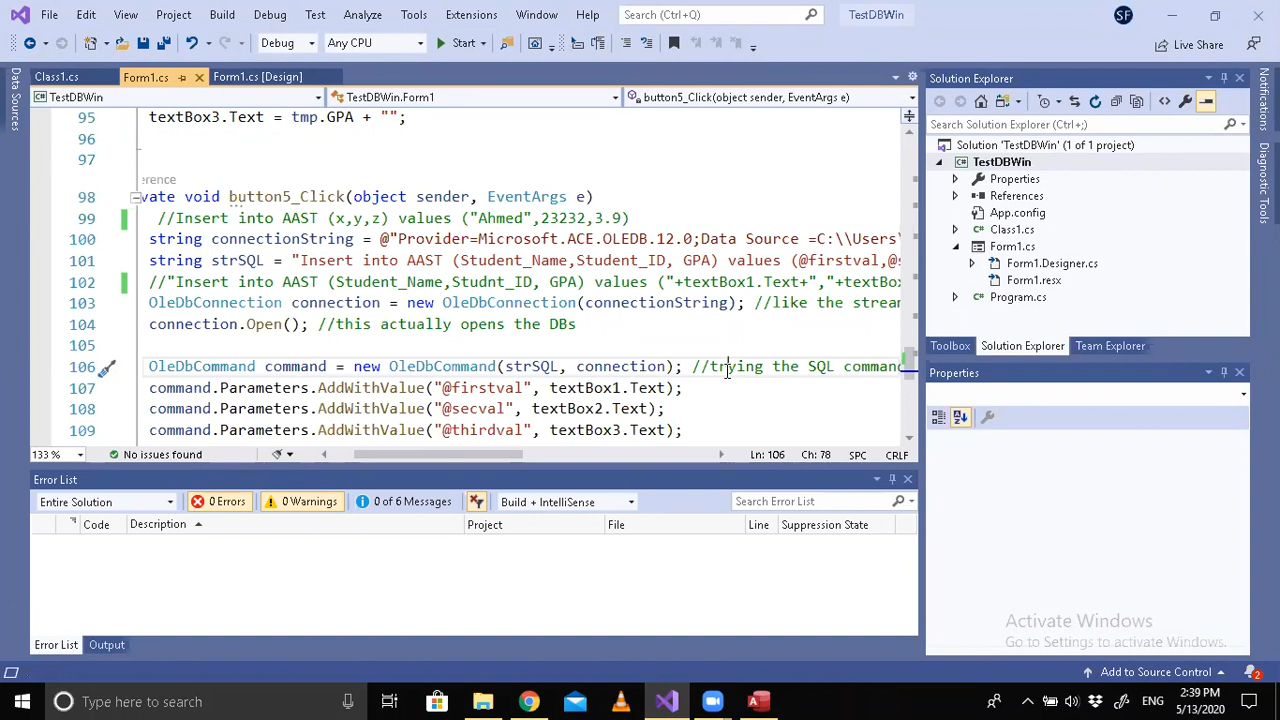 File Edit View Project Build Debug Test Analyze Tools Extensions Window Help Search (Ctrl+Q) TestDBWin SF
Debug Any CPU Start Live Share
Data Sources
Class1.cs Form1.cs Form1.cs [Design]
TestDBWin TestDBWin.Form1 button5_Click(object sender, EventArgs e)
95 textBox3.Text = tmp.GPA + "";
96
97
erence
98 vate void button5_Click(object sender, EventArgs e)
99 //Insert into AAST (x,y,z) values ("Ahmed",23232,3.9)
100 string connectionString = @"Provider=Microsoft.ACE.OLEDB.12.0;Data Source =C:\\Users\
101 string strSQL = "Insert into AAST (Student_Name,Student_ID, GPA) values (@firstval,@s
102 //"Insert into AAST (Student_Name,Studnt_ID, GPA) values ("+textBox1.Text+","+textBox
103 OleDbConnection connection = new OleDbConnection(connectionString); //like the strea
104 connection.Open(); //this actually opens the DBs
105
106 OleDbCommand command = new OleDbCommand(strSQL, connection); //trying the SQL comman
107 command.Parameters.AddWithValue("@firstval", textBox1.Text);
108 command.Parameters.AddWithValue("@secval", textBox2.Text);
109 command.Parameters.AddWithValue("@thirdval", textBox3.Text);
133 % No issues found Ln: 106 Ch: 78 SPC CRLF
Error List
Entire Solution 0 Errors 0 Warnings 0 of 6 Messages Build + IntelliSense Search Error List
Code Description Project File Line Suppression State
Error List Output
Solution Explorer
Search Solution Explorer (Ctrl+;)
Solution 'TestDBWin' (1 of 1 project)
TestDBWin
Properties
References
App.config
Class1.cs
Form1.cs
Form1.Designer.cs
Form1.resx
Program.cs
Toolbox Solution Explorer Team Explorer
Properties
Notifications
Diagnostic Tools
Activate Windows
Go to Settings to activate Windows.
Add to Source Control 2
Type here to search
ENG
2:39 PM
5/13/2020